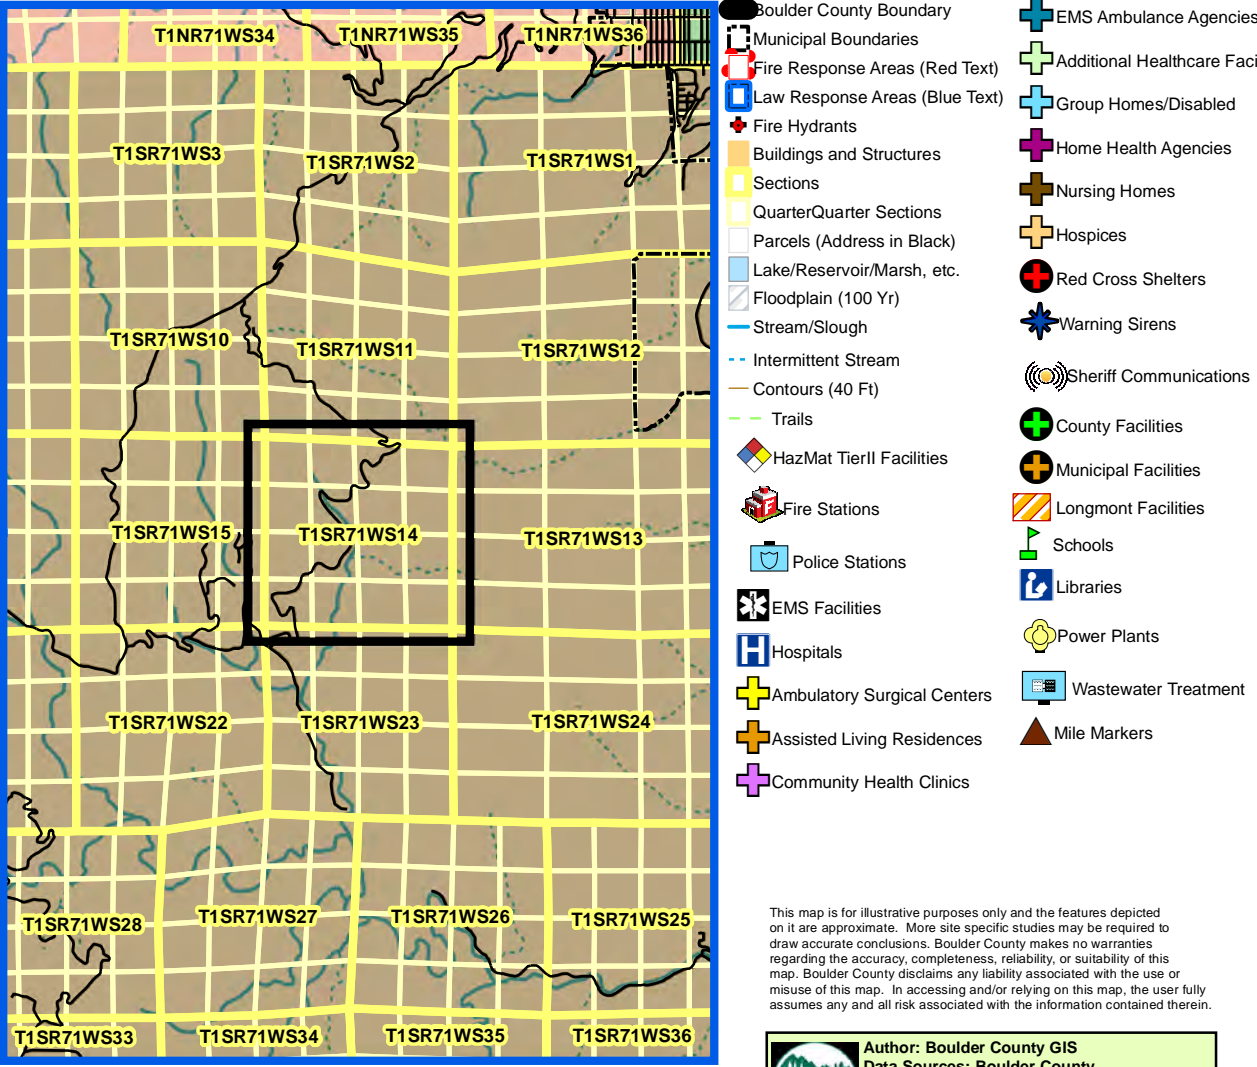 T1NR71WS34
T1NR71WS35
T1NR71WS36
T1SR71WS3
T1SR71WS2
T1SR71WS1
T1SR71WS10
T1SR71WS11
T1SR71WS12
T1SR71WS15
T1SR71WS14
T1SR71WS13
T1SR71WS22
T1SR71WS23
T1SR71WS24
T1SR71WS28
T1SR71WS27
T1SR71WS26
T1SR71WS25
T1SR71WS33
T1SR71WS34
T1SR71WS35
T1SR71WS36
Boulder County Boundary
Municipal Boundaries
Fire Response Areas (Red Text)
Law Response Areas (Blue Text)
Fire Hydrants
Buildings and Structures
Sections
QuarterQuarter Sections
Parcels (Address in Black)
Lake/Reservoir/Marsh, etc.
Floodplain (100 Yr)
Stream/Slough
Intermittent Stream
Contours (40 Ft)
Trails
HazMat TierII Facilities
Fire Stations
Police Stations
EMS Facilities
H Hospitals
Ambulatory Surgical Centers
Assisted Living Residences
Community Health Clinics
EMS Ambulance Agencies
Additional Healthcare Faci
Group Homes/Disabled
Home Health Agencies
Nursing Homes
Hospices
Red Cross Shelters
Warning Sirens
Sheriff Communications
County Facilities
Municipal Facilities
Longmont Facilities
Schools
Libraries
Power Plants
Wastewater Treatment
Mile Markers
This map is for illustrative purposes only and the features depicted
on it are approximate. More site specific studies may be required to
draw accurate conclusions. Boulder County makes no warranties
regarding the accuracy, completeness, reliability, or suitability of this
map. Boulder County disclaims any liability associated with the use or
misuse of this map. In accessing and/or relying on this map, the user fully
assumes any and all risk associated with the information contained therein.
Author: Boulder County GIS
Data Sources: Boulder County